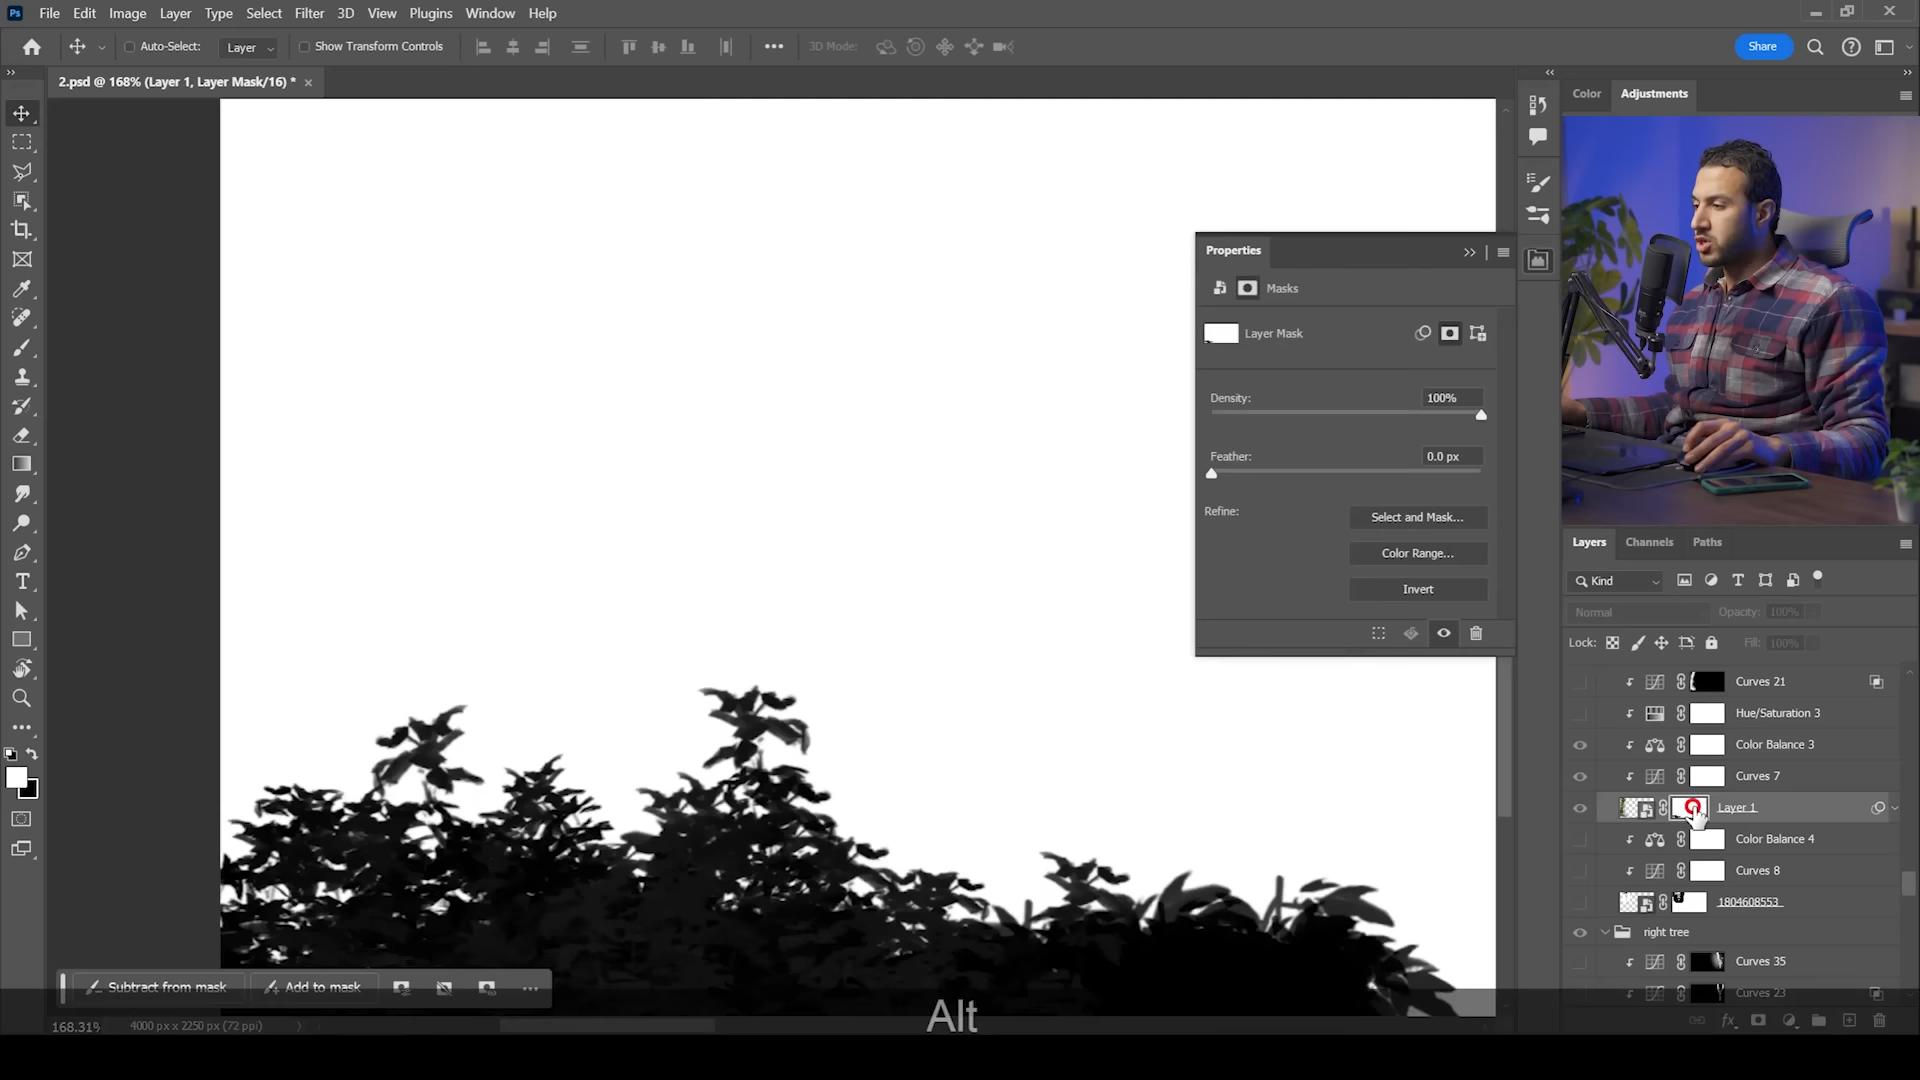 Ps File Edit Image Layer Type Select Filter 3D View Plugins Window Help
Auto-Select: Layer Show Transform Controls 3D Mode: Share
2.psd @ 168% (Layer 1, Layer Mask/16) *
Color Adjustments
Properties
Masks
Layer Mask
Density: 100%
Feather: 0.0 px
Refine:
Select and Mask...
Color Range...
Invert
Layers Channels Paths
Kind
Normal Opacity: 100%
Lock: Fill: 100%
Curves 21
Hue/Saturation 3
Color Balance 3
Curves 7
Layer 1
Color Balance 4
Curves 8
1804608553
right tree
Curves 35
Curves 23
Subtract from mask Add to mask
Alt
168.31% 4000 px x 2250 px (72 ppi)